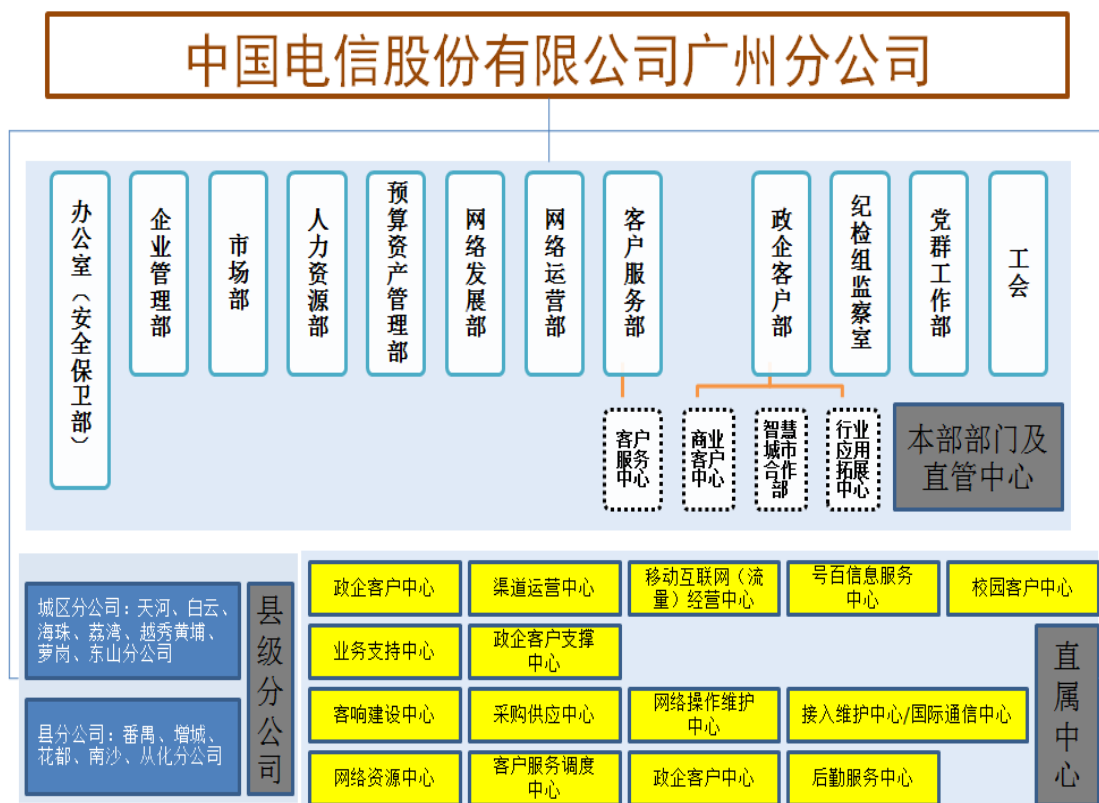 中国电信股份有限公司广州分公司
办公室（安全保卫部）
企业管理部
市场部
人力资源部
预算资产管理部
网络发展部
网络运营部
客户服务部
政企客户部
纪检组监察室
党群工作部
工会
客户
服务
中心
商业
客户
中心
智慧
城市
合作
部
行业
应用
拓展
中心
本部部门及
直管中心
城区分公司：天河、白云、
海珠、荔湾、越秀黄埔、
萝岗、东山分公司
县分公司：番禺、增城、
花都、南沙、从化分公司
县级分公司
政企客户中心
渠道运营中心
移动互联网（流
量）经营中心
号百信息服务
中心
校园客户中心
业务支持中心
政企客户支撑
中心
客响建设中心
采购供应中心
网络操作维护
中心
接入维护中心/国际通信中心
网络资源中心
客户服务调度
中心
政企客户中心
后勤服务中心
直属中心